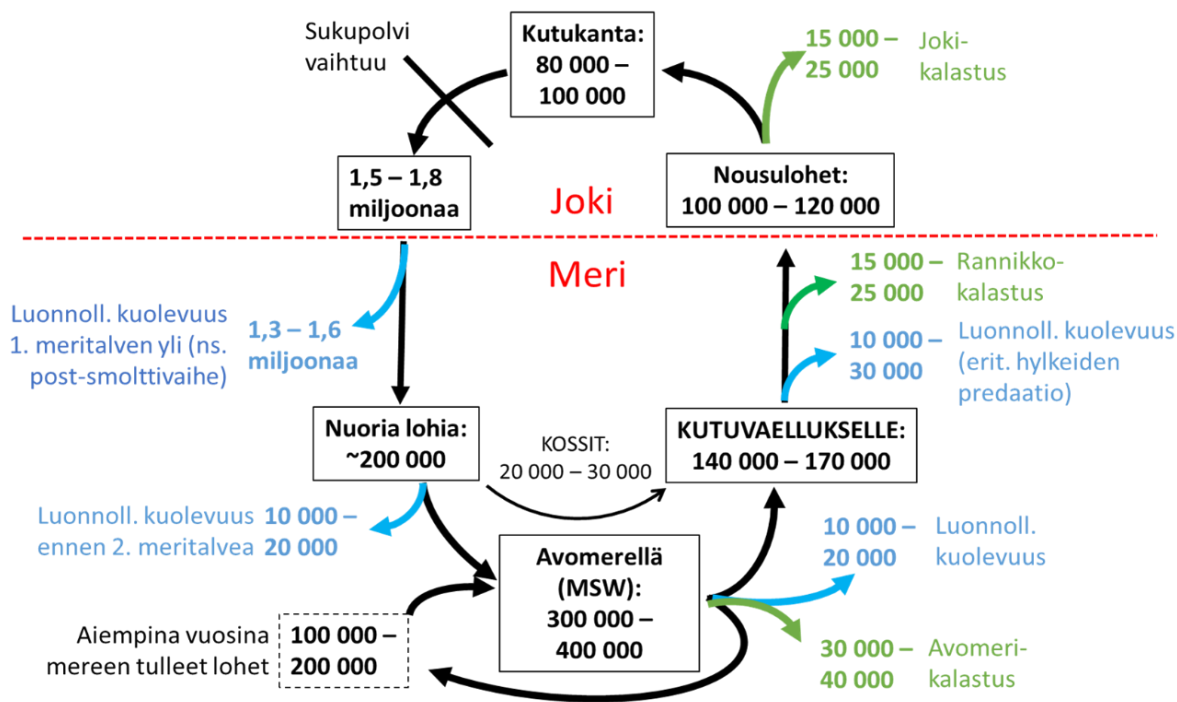 Sukupolvi
vaihtuu
Kutukanta:
80 000 –
100 000
15 000 –
25 000
Joki-
kalastus
1,5 – 1,8
miljoonaa
Joki
Nousulohet:
100 000 – 120 000
Meri
Luonnoll. kuolevuus
1. meritalven yli (ns.
post-smolttivaihe)
1,3 – 1,6
miljoonaa
15 000 –
25 000
Rannikko-
kalastus
10 000 –
30 000
Luonnoll. kuolevuus
(erit. hylkeiden
predaatio)
Nuoria lohia:
~200 000
KOSSIT:
20 000 – 30 000
KUTUVAELLUKSELLE:
140 000 – 170 000
Luonnoll. kuolevuus
ennen 2. meritalvea
10 000 –
20 000
Avomerellä
(MSW):
300 000 –
400 000
10 000 –
20 000
Luonnoll.
kuolevuus
Aiempina vuosina
mereen tulleet lohet
100 000 –
200 000
30 000 –
40 000
Avomeri-
kalastus